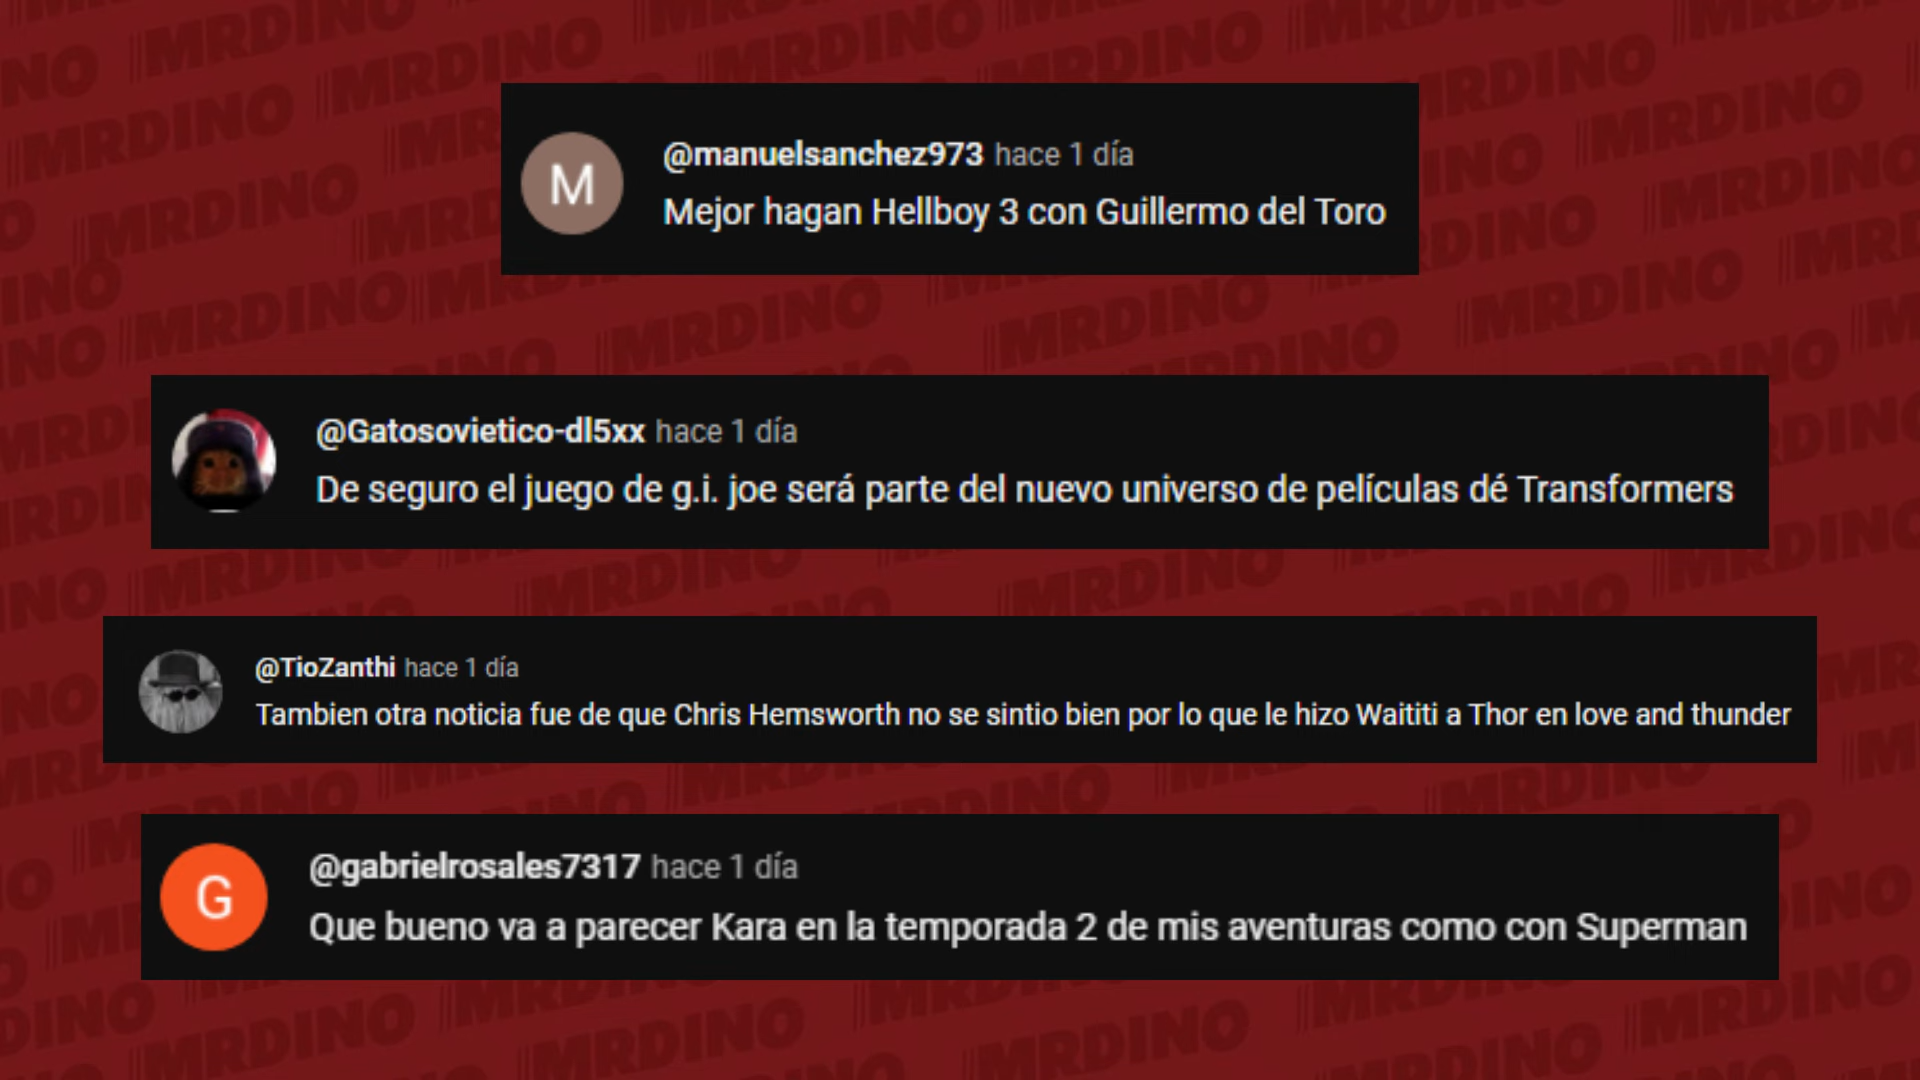 @manuelsanchez973 hace 1 día
Mejor hagan Hellboy 3 con Guillermo del Toro
@Gatosovietico-dl5xx hace 1 día
De seguro el juego de g.i. joe será parte del nuevo universo de películas dé Transformers
@TioZanthi hace 1 día
Tambien otra noticia fue de que Chris Hemsworth no se sintio bien por lo que le hizo Waititi a Thor en love and thunder
@gabrielrosales7317 hace 1 día
Que bueno va a parecer Kara en la temporada 2 de mis aventuras como con Superman
M
G
MRDINO